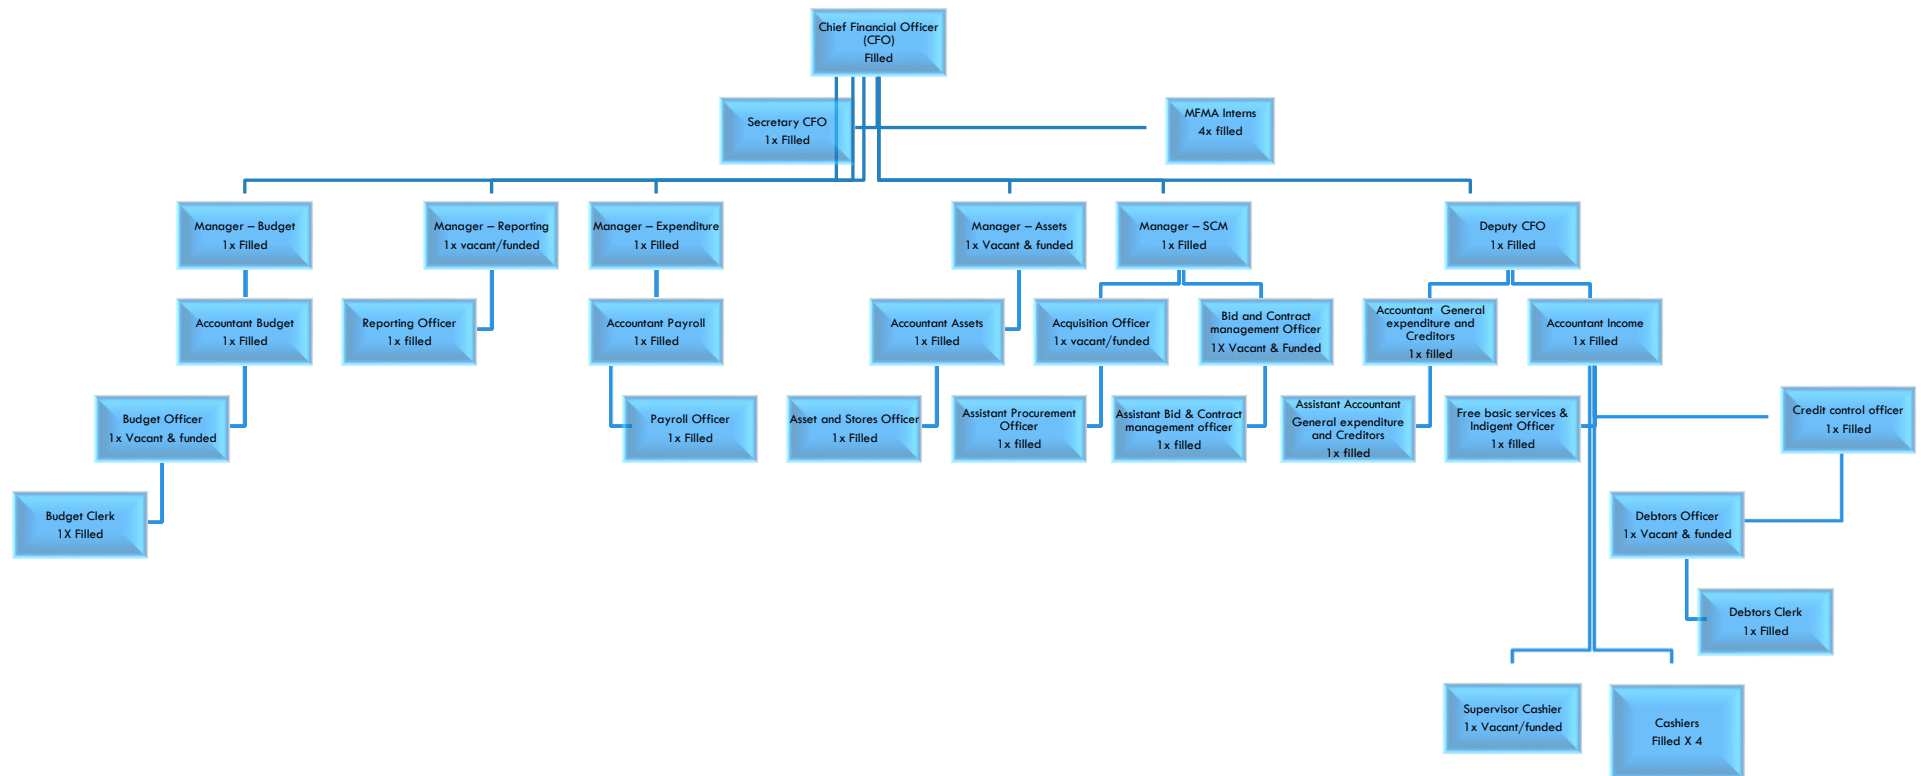 Chief Financial Officer
(CFO)
Filled
Secretary CFO
1x Filled
MFMA Interns
4x filled
Manager – Budget
1x Filled
Manager – Reporting
1x vacant/funded
Manager – Expenditure
1x Filled
Manager – Assets
1x Vacant & funded
Manager – SCM
1x Filled
Deputy CFO
1x Filled
Accountant Budget
1x Filled
Reporting Officer
1x filled
Accountant Payroll
1x Filled
Accountant Assets
1x Filled
Acquisition Officer
1x vacant/funded
Bid and Contract
management Officer
1X Vacant & Funded
Accountant  General
expenditure and
Creditors
1x filled
Accountant Income
1x Filled
Budget Officer
1x Vacant & funded
Payroll Officer
1x Filled
Asset and Stores Officer
1x Filled
Assistant Procurement
Officer
1x filled
Assistant Bid & Contract
management officer
1x filled
Assistant Accountant
General expenditure
and Creditors
1x filled
Free basic services &
Indigent Officer
1x filled
Credit control officer
1x Filled
Budget Clerk
1X Filled
Debtors Officer
1x Vacant & funded
Debtors Clerk
1x Filled
Supervisor Cashier
1x Vacant/funded
Cashiers
Filled X 4